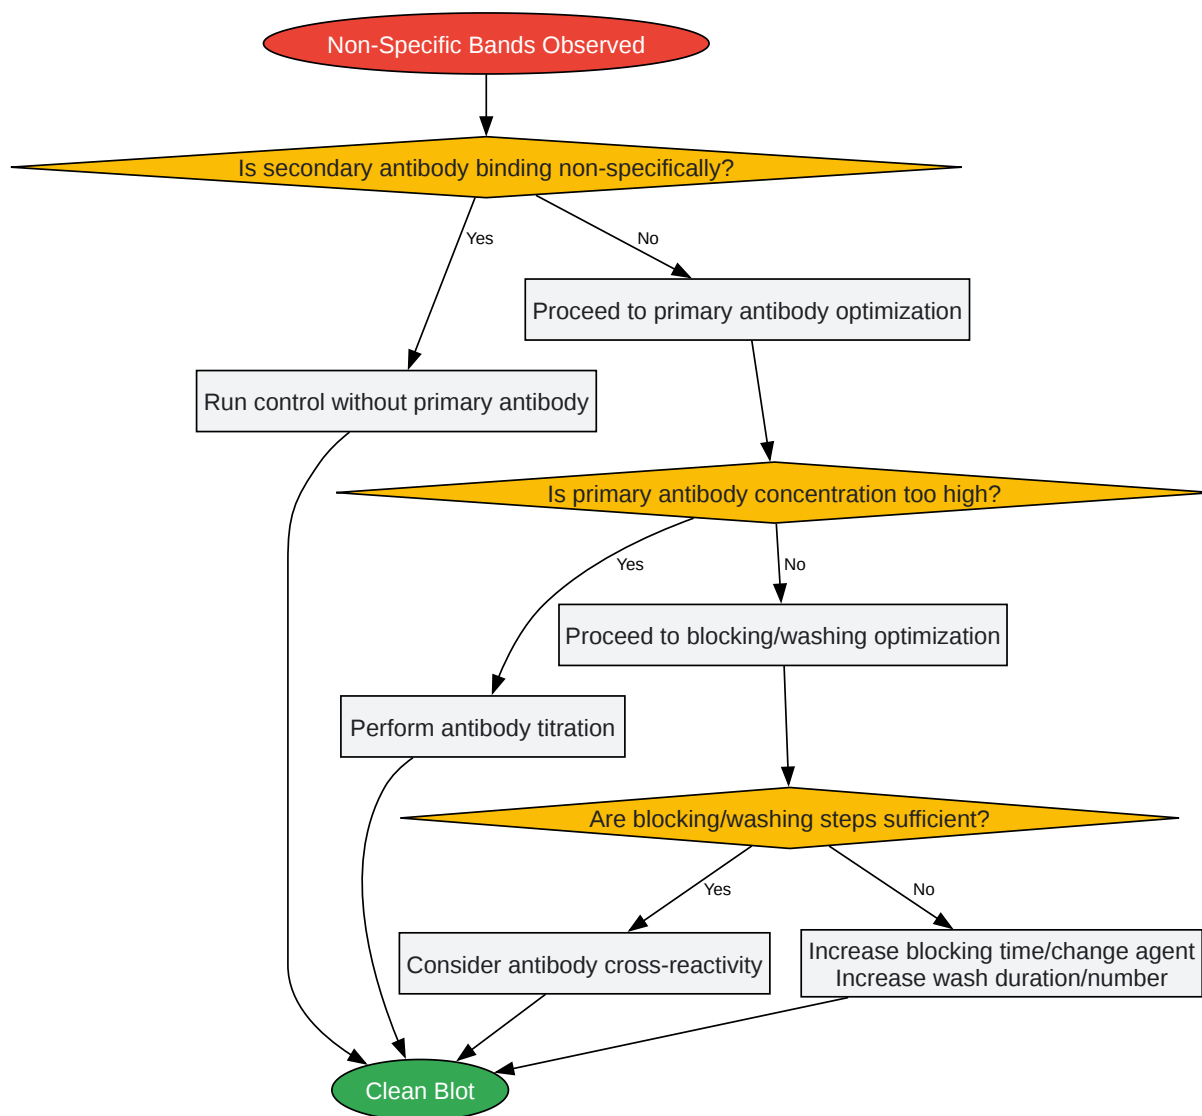 Non-Specific Bands Observed
Is secondary antibody binding non-specifically?
Yes
No
Proceed to primary antibody optimization
Run control without primary antibody
Is primary antibody concentration too high?
Yes
No
Proceed to blocking/washing optimization
Perform antibody titration
Are blocking/washing steps sufficient?
Yes
No
Consider antibody cross-reactivity
Increase blocking time/change agent
Increase wash duration/number
Clean Blot